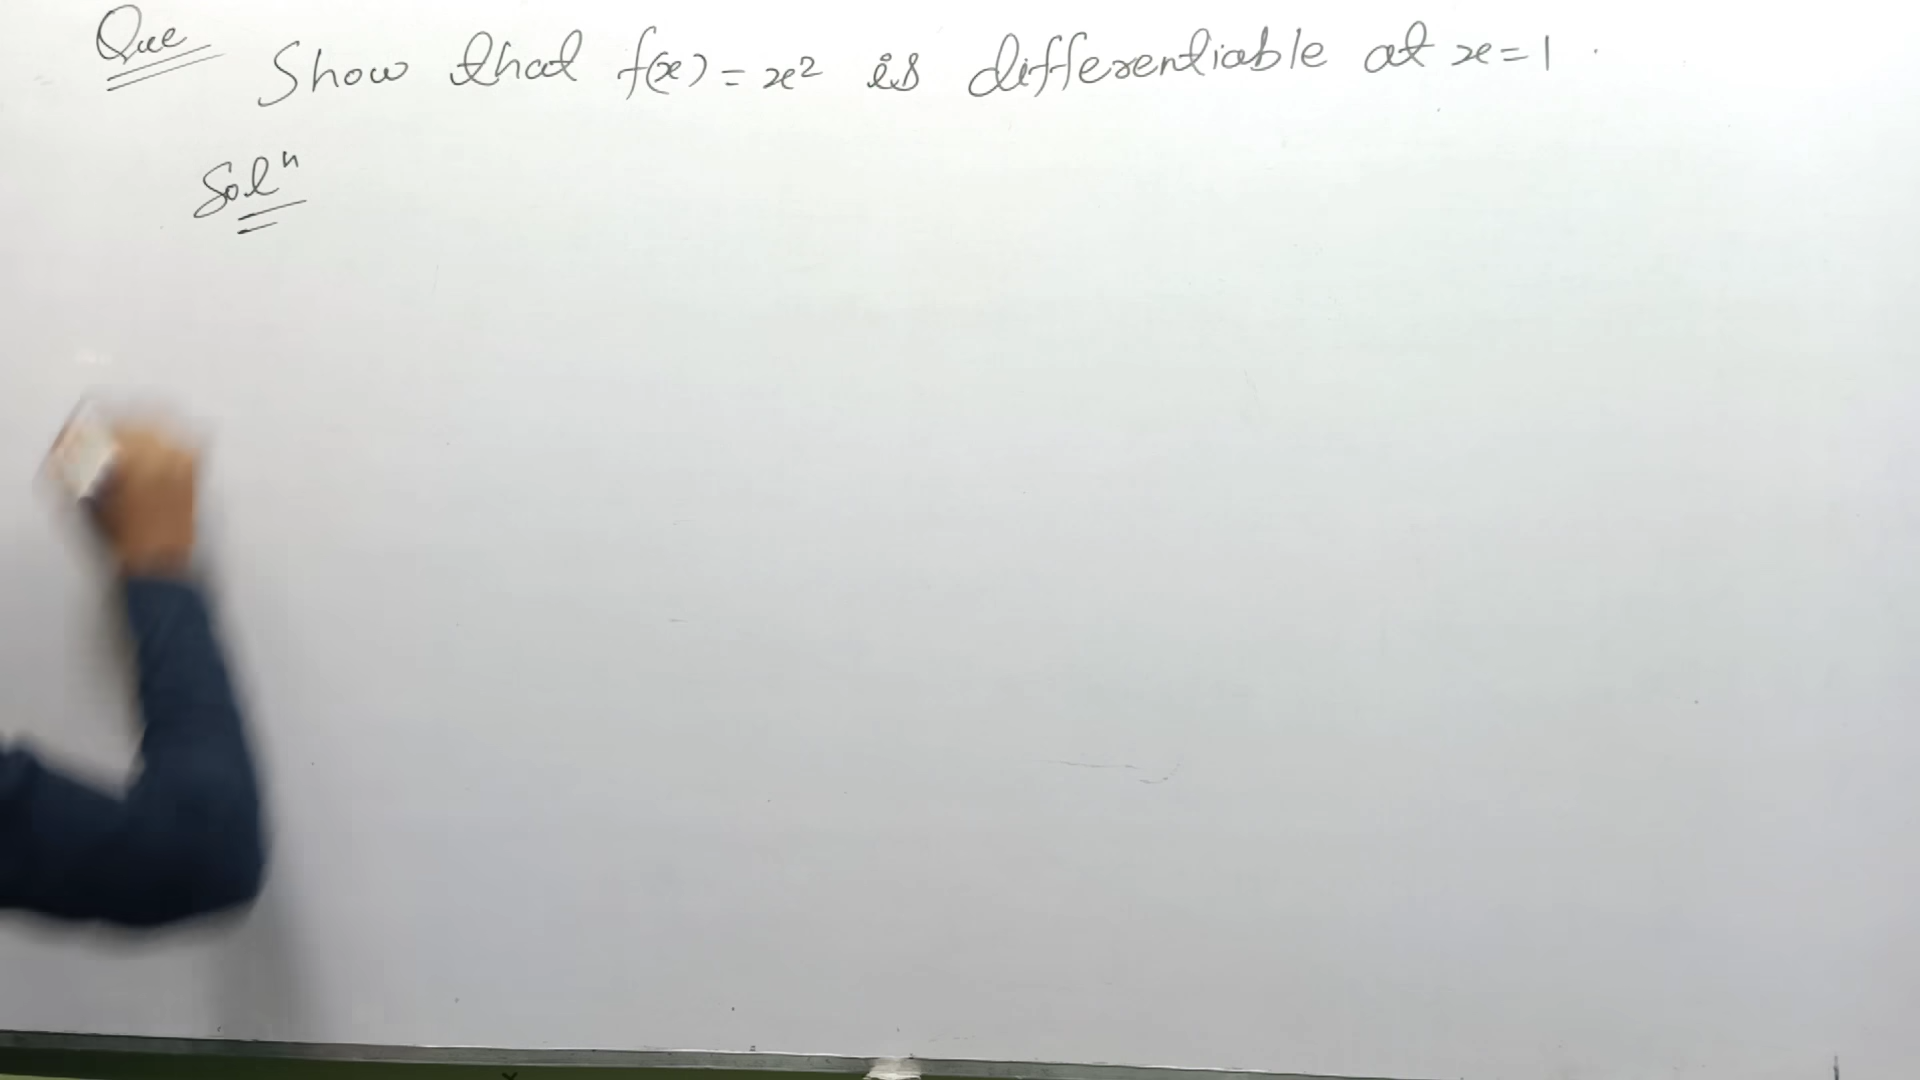 Que Show that f(x) = x² is differentiable at x=1.
Solⁿ